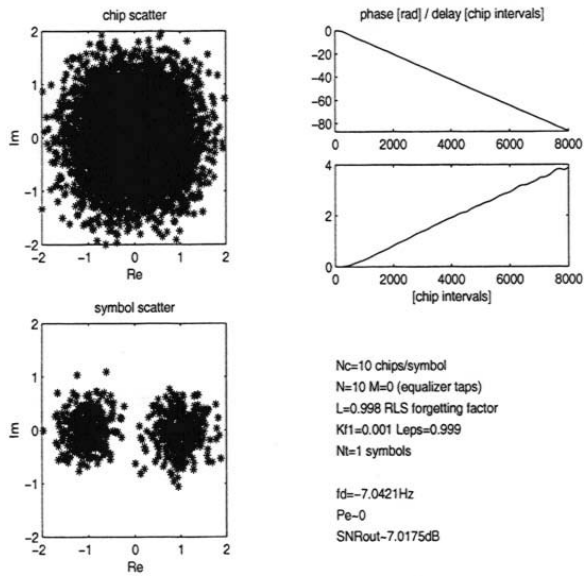 chip scatter
2
1
0
-1
-2
Im
-2 -1 0 1 2
Re
phase [rad] / delay [chip intervals]
0
-20
-40
-60
-80
0 2000 4000 6000 8000
4
2
0
0 2000 4000 6000 8000
[chip intervals]
symbol scatter
2
1
0
-1
-2
Im
-2 -1 0 1 2
Re
Nc=10 chips/symbol
N=10 M=0 (equalizer taps)
L=0.998 RLS forgetting factor
Kf1=0.001 Leps=0.999
Nt=1 symbols
fd=-7.0421Hz
Pe~0
SNRout~7.0175dB